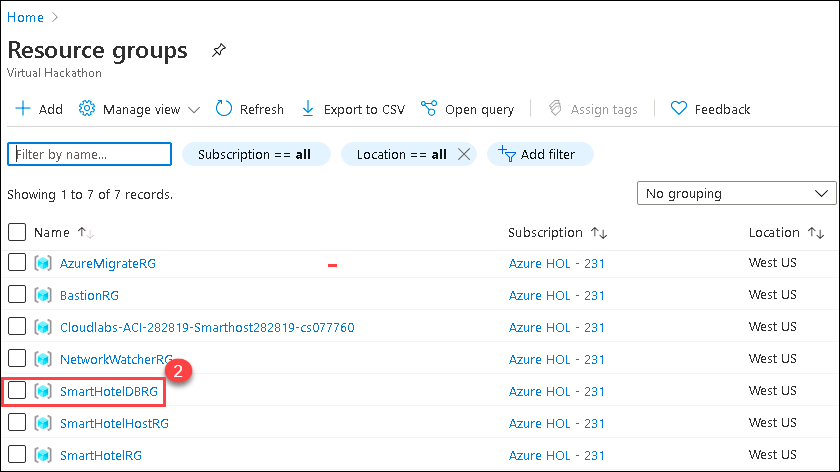 Home >
Resource groups
Virtual Hackathon
+ Add Manage view Refresh Export to CSV Open query Assign tags Feedback
Filter by name... Subscription == all Location == all Add filter
Showing 1 to 7 of 7 records. No grouping
Name Subscription Location
AzureMigrateRG Azure HOL - 231 West US
BastionRG Azure HOL - 231 West US
Cloudlabs-ACI-282819-Smarthost282819-cs077760 Azure HOL - 231 West US
NetworkWatcherRG Azure HOL - 231 West US
2
SmartHotelDBRG Azure HOL - 231 West US
SmartHotelHostRG Azure HOL - 231 West US
SmartHotelRG Azure HOL - 231 West US